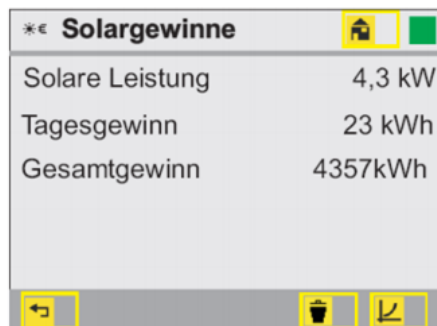 Solargewinne
Solare Leistung 4,3 kW
Tagesgewinn 23 kWh
Gesamtgewinn 4357kWh